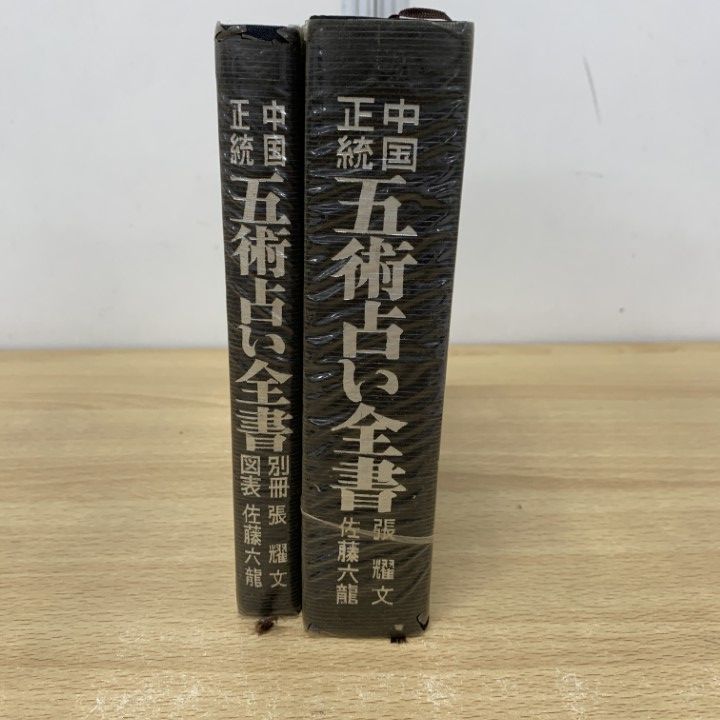 中国
正統
五術占い全書
別冊
図表
張耀文
佐藤六龍
中国
正統
五術占い全書
張耀文
佐藤六龍